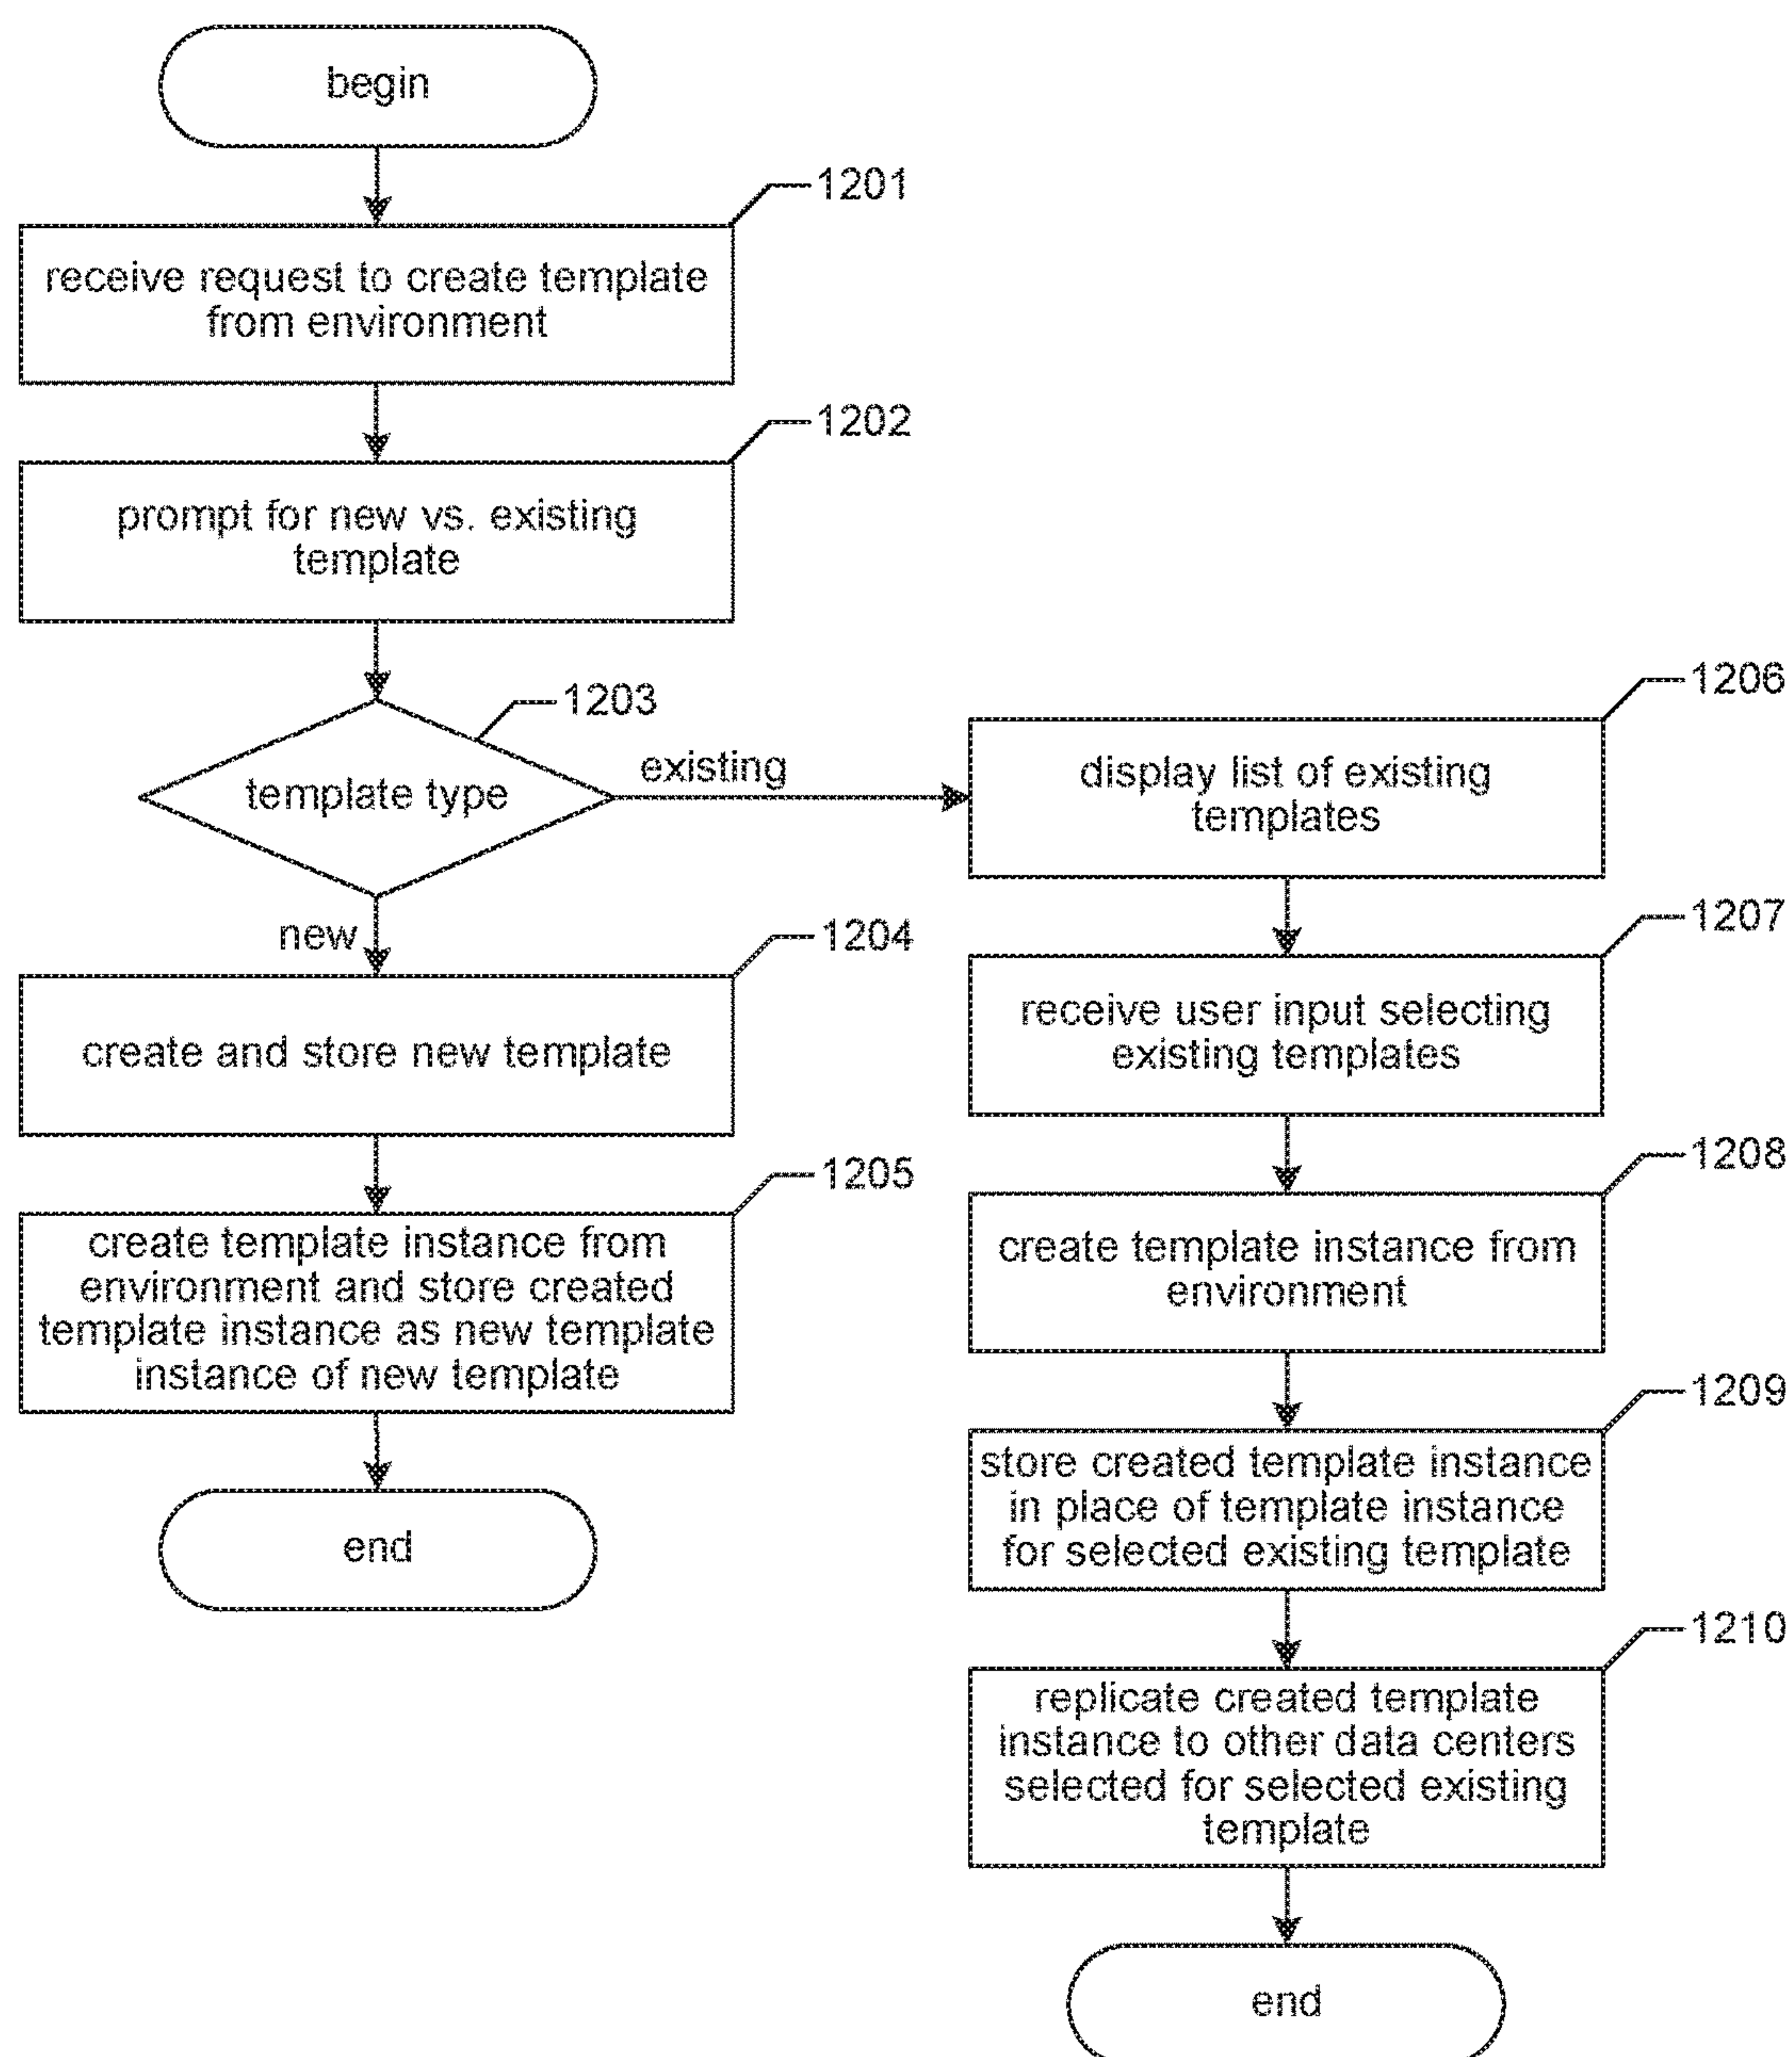 begin
1201
receive request to create template
from environment
1202
prompt for new vs. existing
template
1203
template type
existing
new
1204
create and store new template
1205
create template instance from
environment and store created
template instance as new template
instance of new template
end
1206
display list of existing
templates
1207
receive user input selecting
existing templates
1208
create template instance from
environment
1209
store created template instance
in place of template instance
for selected existing template
1210
replicate created template
instance to other data centers
selected for selected existing
template
end